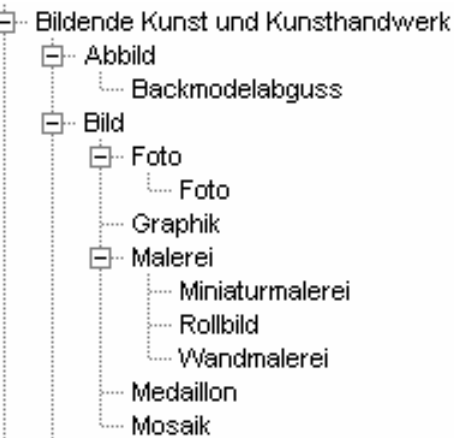 Bildende Kunst und Kunsthandwerk
Abbild
Backmodelabguss
Bild
Foto
Foto
Graphik
Malerei
Miniaturmalerei
Rollbild
Wandmalerei
Medaillon
Mosaik